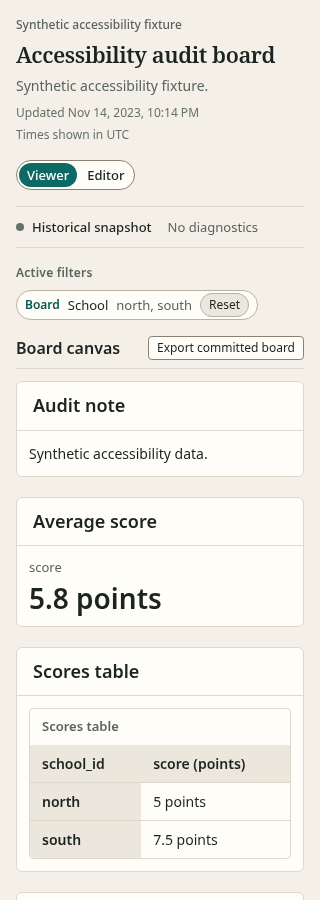 Synthetic accessibility fixture
Accessibility audit board
Synthetic accessibility fixture.
Updated Nov 14, 2023, 10:14 PM
Times shown in UTC
Viewer Editor
Historical snapshot No diagnostics
Active filters
Board School north, south Reset
Board canvas Export committed board
Audit note
Synthetic accessibility data.
Average score
score
5.8 points
Scores table
Scores table
school_id score (points)
north 5 points
south 7.5 points